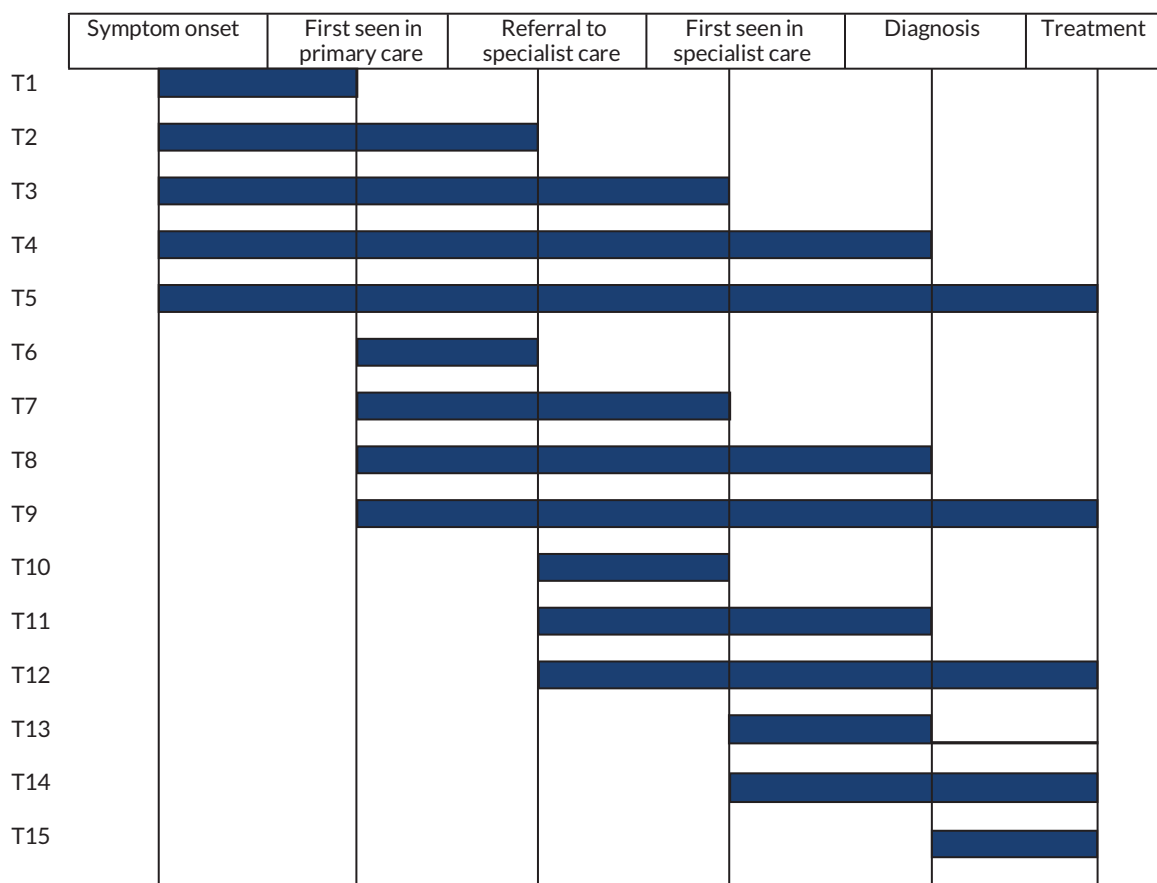 Symptom onset
First seen in
primary care
Referral to
specialist care
First seen in
specialist care
Diagnosis
Treatment
T1
T2
T3
T4
T5
T6
T7
T8
T9
T10
T11
T12
T13
T14
T15